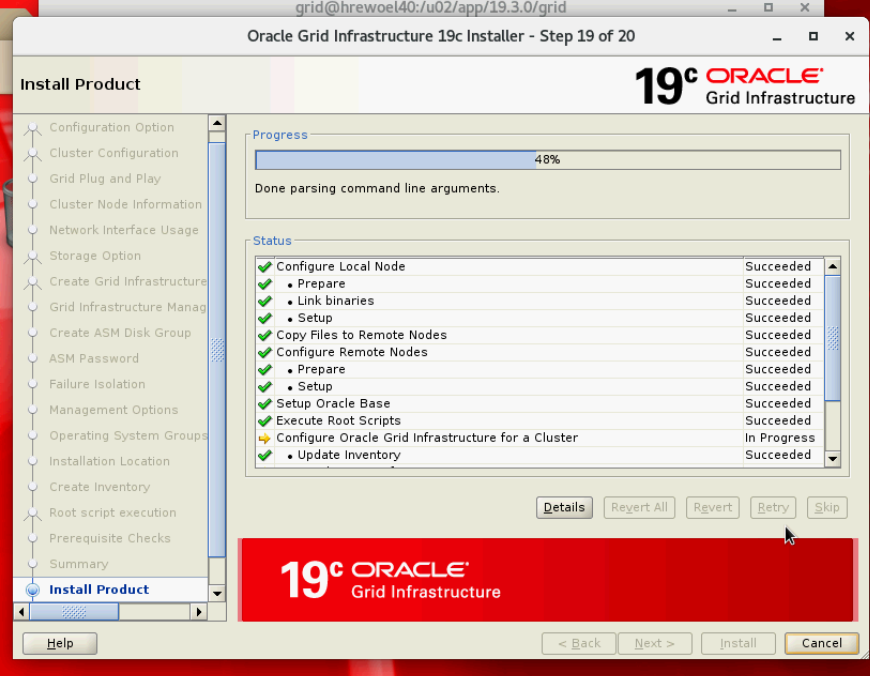 grid@hrewoel40:/u02/app/19.3.0/grid
Oracle Grid Infrastructure 19c Installer - Step 19 of 20
Install Product
19c ORACLE
Grid Infrastructure
Configuration Option
Cluster Configuration
Grid Plug and Play
Cluster Node Information
Network Interface Usage
Storage Option
Create Grid Infrastructure
Grid Infrastructure Manag
Create ASM Disk Group
ASM Password
Failure Isolation
Management Options
Operating System Groups
Installation Location
Create Inventory
Root script execution
Prerequisite Checks
Summary
Install Product
Progress
48%
Done parsing command line arguments.
Status
Configure Local Node Succeeded
• Prepare Succeeded
• Link binaries Succeeded
• Setup Succeeded
Copy Files to Remote Nodes Succeeded
Configure Remote Nodes Succeeded
• Prepare Succeeded
• Setup Succeeded
Setup Oracle Base Succeeded
Execute Root Scripts Succeeded
Configure Oracle Grid Infrastructure for a Cluster In Progress
• Update Inventory Succeeded
Details Revert All Revert Retry Skip
19c ORACLE
Grid Infrastructure
Help < Back Next > Install Cancel